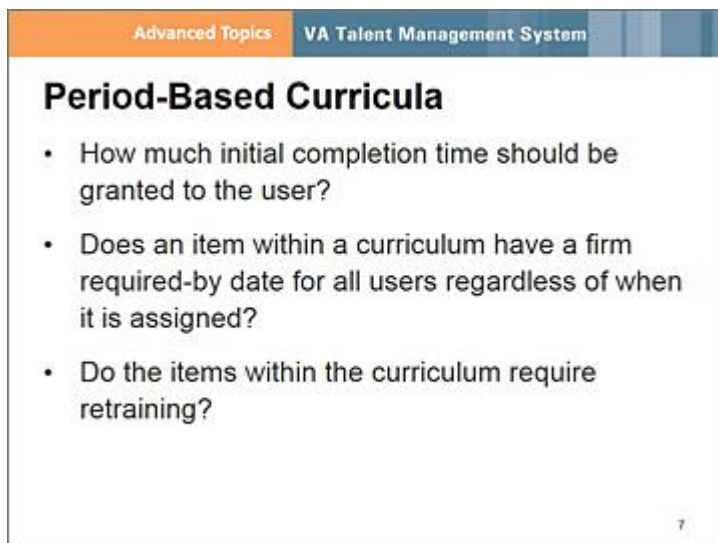 Advanced Topics VA Talent Management System
Period-Based Curricula
• How much initial completion time should be
granted to the user?
• Does an item within a curriculum have a firm
required-by date for all users regardless of when
it is assigned?
• Do the items within the curriculum require
retraining?
7